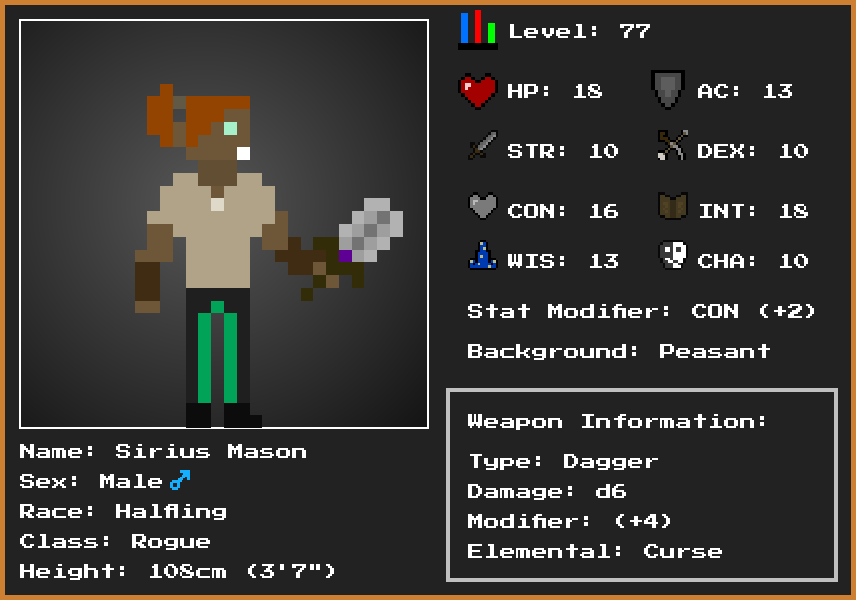 Level: 77
HP: 18 AC: 13
STR: 10 DEX: 10
CON: 16 INT: 18
WIS: 13 CHA: 10
Stat Modifier: CON (+2)
Background: Peasant
Weapon Information:
Type: Dagger
Damage: d6
Modifier: (+4)
Elemental: Curse
Name: Sirius Mason
Sex: Male♂
Race: Halfling
Class: Rogue
Height: 108cm (3'7")